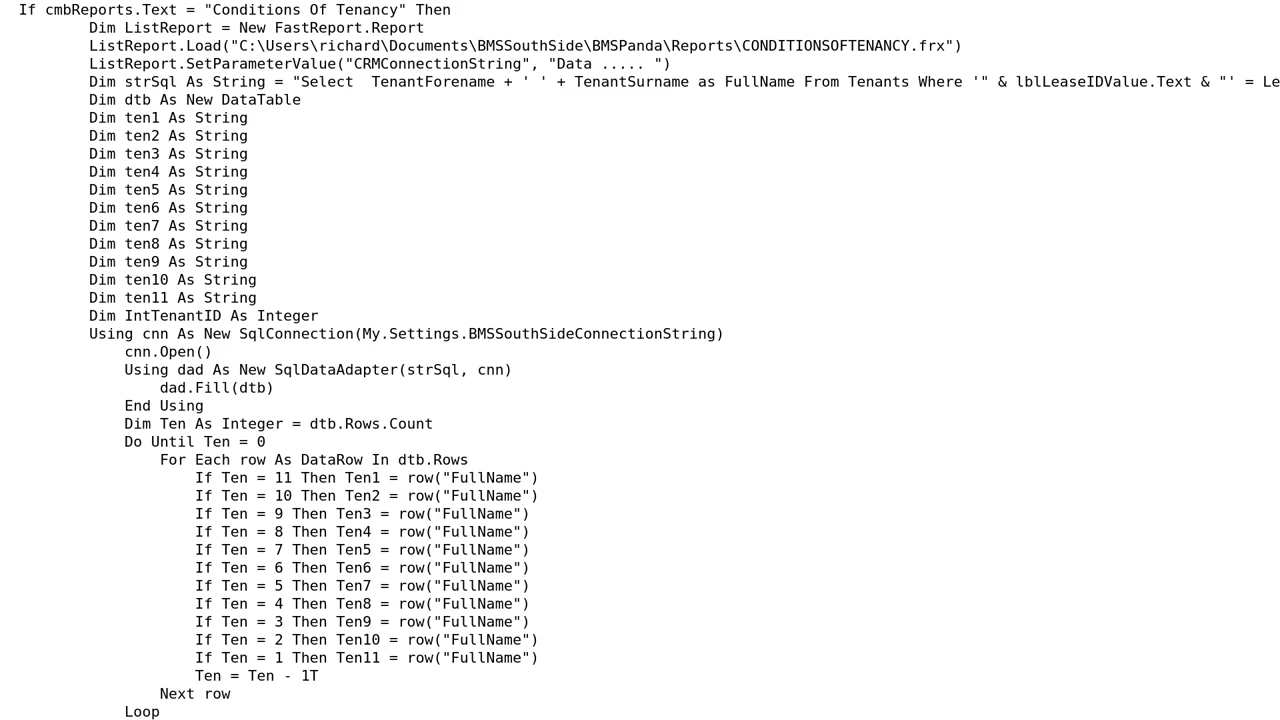 If cmbReports.Text = "Conditions Of Tenancy" Then
Dim ListReport = New FastReport.Report
ListReport.Load("C:\Users\richard\Documents\BMSSouthSide\BMSPanda\Reports\CONDITIONSOFTENANCY.frx")
ListReport.SetParameterValue("CRMConnectionString", "Data ..... ")
Dim strSql As String = "Select  TenantForename + ' ' + TenantSurname as FullName From Tenants Where '" & lblLeaseIDValue.Text & "' = Le
Dim dtb As New DataTable
Dim ten1 As String
Dim ten2 As String
Dim ten3 As String
Dim ten4 As String
Dim ten5 As String
Dim ten6 As String
Dim ten7 As String
Dim ten8 As String
Dim ten9 As String
Dim ten10 As String
Dim ten11 As String
Dim IntTenantID As Integer
Using cnn As New SqlConnection(My.Settings.BMSSouthSideConnectionString)
cnn.Open()
Using dad As New SqlDataAdapter(strSql, cnn)
dad.Fill(dtb)
End Using
Dim Ten As Integer = dtb.Rows.Count
Do Until Ten = 0
For Each row As DataRow In dtb.Rows
If Ten = 11 Then Ten1 = row("FullName")
If Ten = 10 Then Ten2 = row("FullName")
If Ten = 9 Then Ten3 = row("FullName")
If Ten = 8 Then Ten4 = row("FullName")
If Ten = 7 Then Ten5 = row("FullName")
If Ten = 6 Then Ten6 = row("FullName")
If Ten = 5 Then Ten7 = row("FullName")
If Ten = 4 Then Ten8 = row("FullName")
If Ten = 3 Then Ten9 = row("FullName")
If Ten = 2 Then Ten10 = row("FullName")
If Ten = 1 Then Ten11 = row("FullName")
Ten = Ten - 1T
Next row
Loop